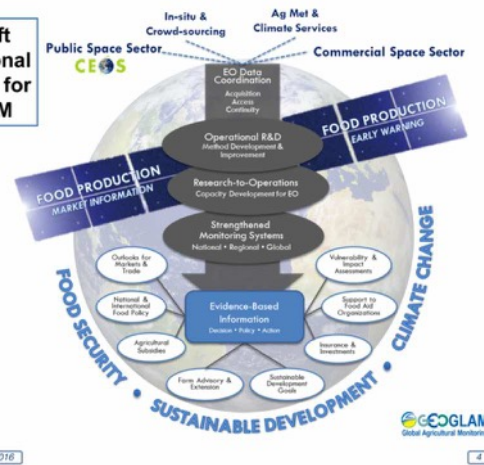 ft
onal
for
M
In-situ &
Crowd-sourcing
Ag Met &
Climate Services
Public Space Sector
CEOS
Commercial Space Sector
EO Data
Coordination
Acquisition
Access
Continuity
Operational R&D
Method Development &
Improvement
FOOD PRODUCTION
EARLY WARNING
FOOD PRODUCTION
MARKET INFORMATION
Research-to-Operations
Capacity Development for EO
Strengthened
Monitoring Systems
National • Regional • Global
Outlooks for
Markets &
Trade
Vulnerability &
Impact
Assessments
National &
International
Food Policy
Evidence-Based
Information
Decision • Policy • Action
Support to
Food Aid
Organizations
Agricultural
Subsidies
Insurance &
Investments
Farm Advisory &
Extension
Sustainable
Development
Goals
FOOD SECURITY • SUSTAINABLE DEVELOPMENT • CLIMATE CHANGE
GEOGLAM
Global Agricultural Monitoring
016
4